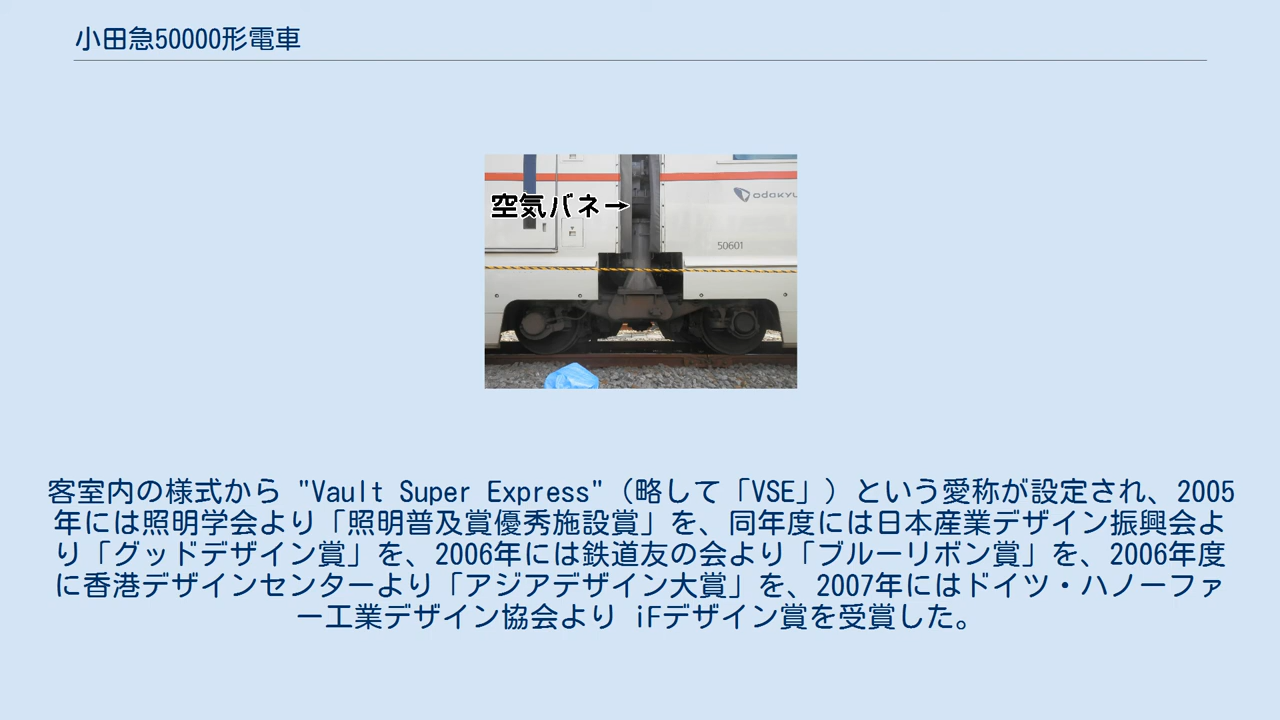 小田急50000形電車
空気バネ→
odakyu
50601
客室内の様式から "Vault Super Express"（略して「VSE」）という愛称が設定され、2005
年には照明学会より「照明普及賞優秀施設賞」を、同年度には日本産業デザイン振興会よ
り「グッドデザイン賞」を、2006年には鉄道友の会より「ブルーリボン賞」を、2006年度
に香港デザインセンターより「アジアデザイン大賞」を、2007年にはドイツ・ハノーファ
ー工業デザイン協会より iFデザイン賞を受賞した。